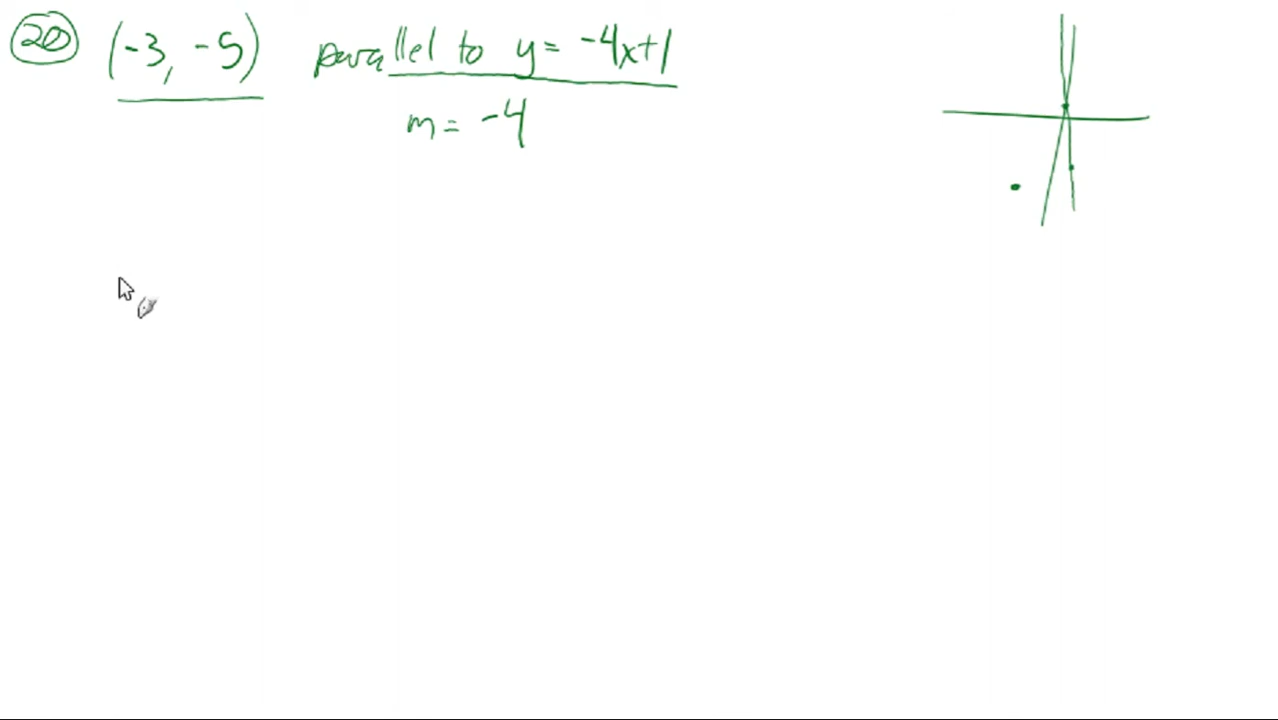 20 (-3, -5) parallel to y = -4x+1
m = -4